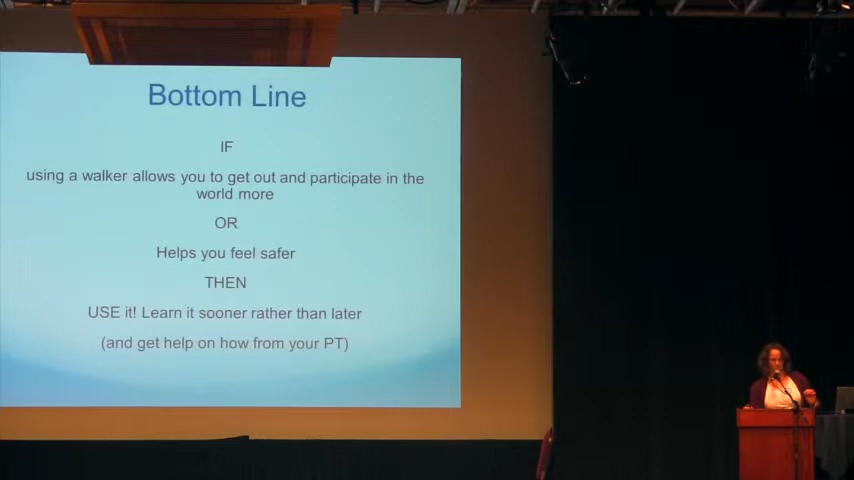 Bottom Line
IF
using a walker allows you to get out and participate in the
world more
OR
Helps you feel safer
THEN
USE it! Learn it sooner rather than later
(and get help on how from your PT)